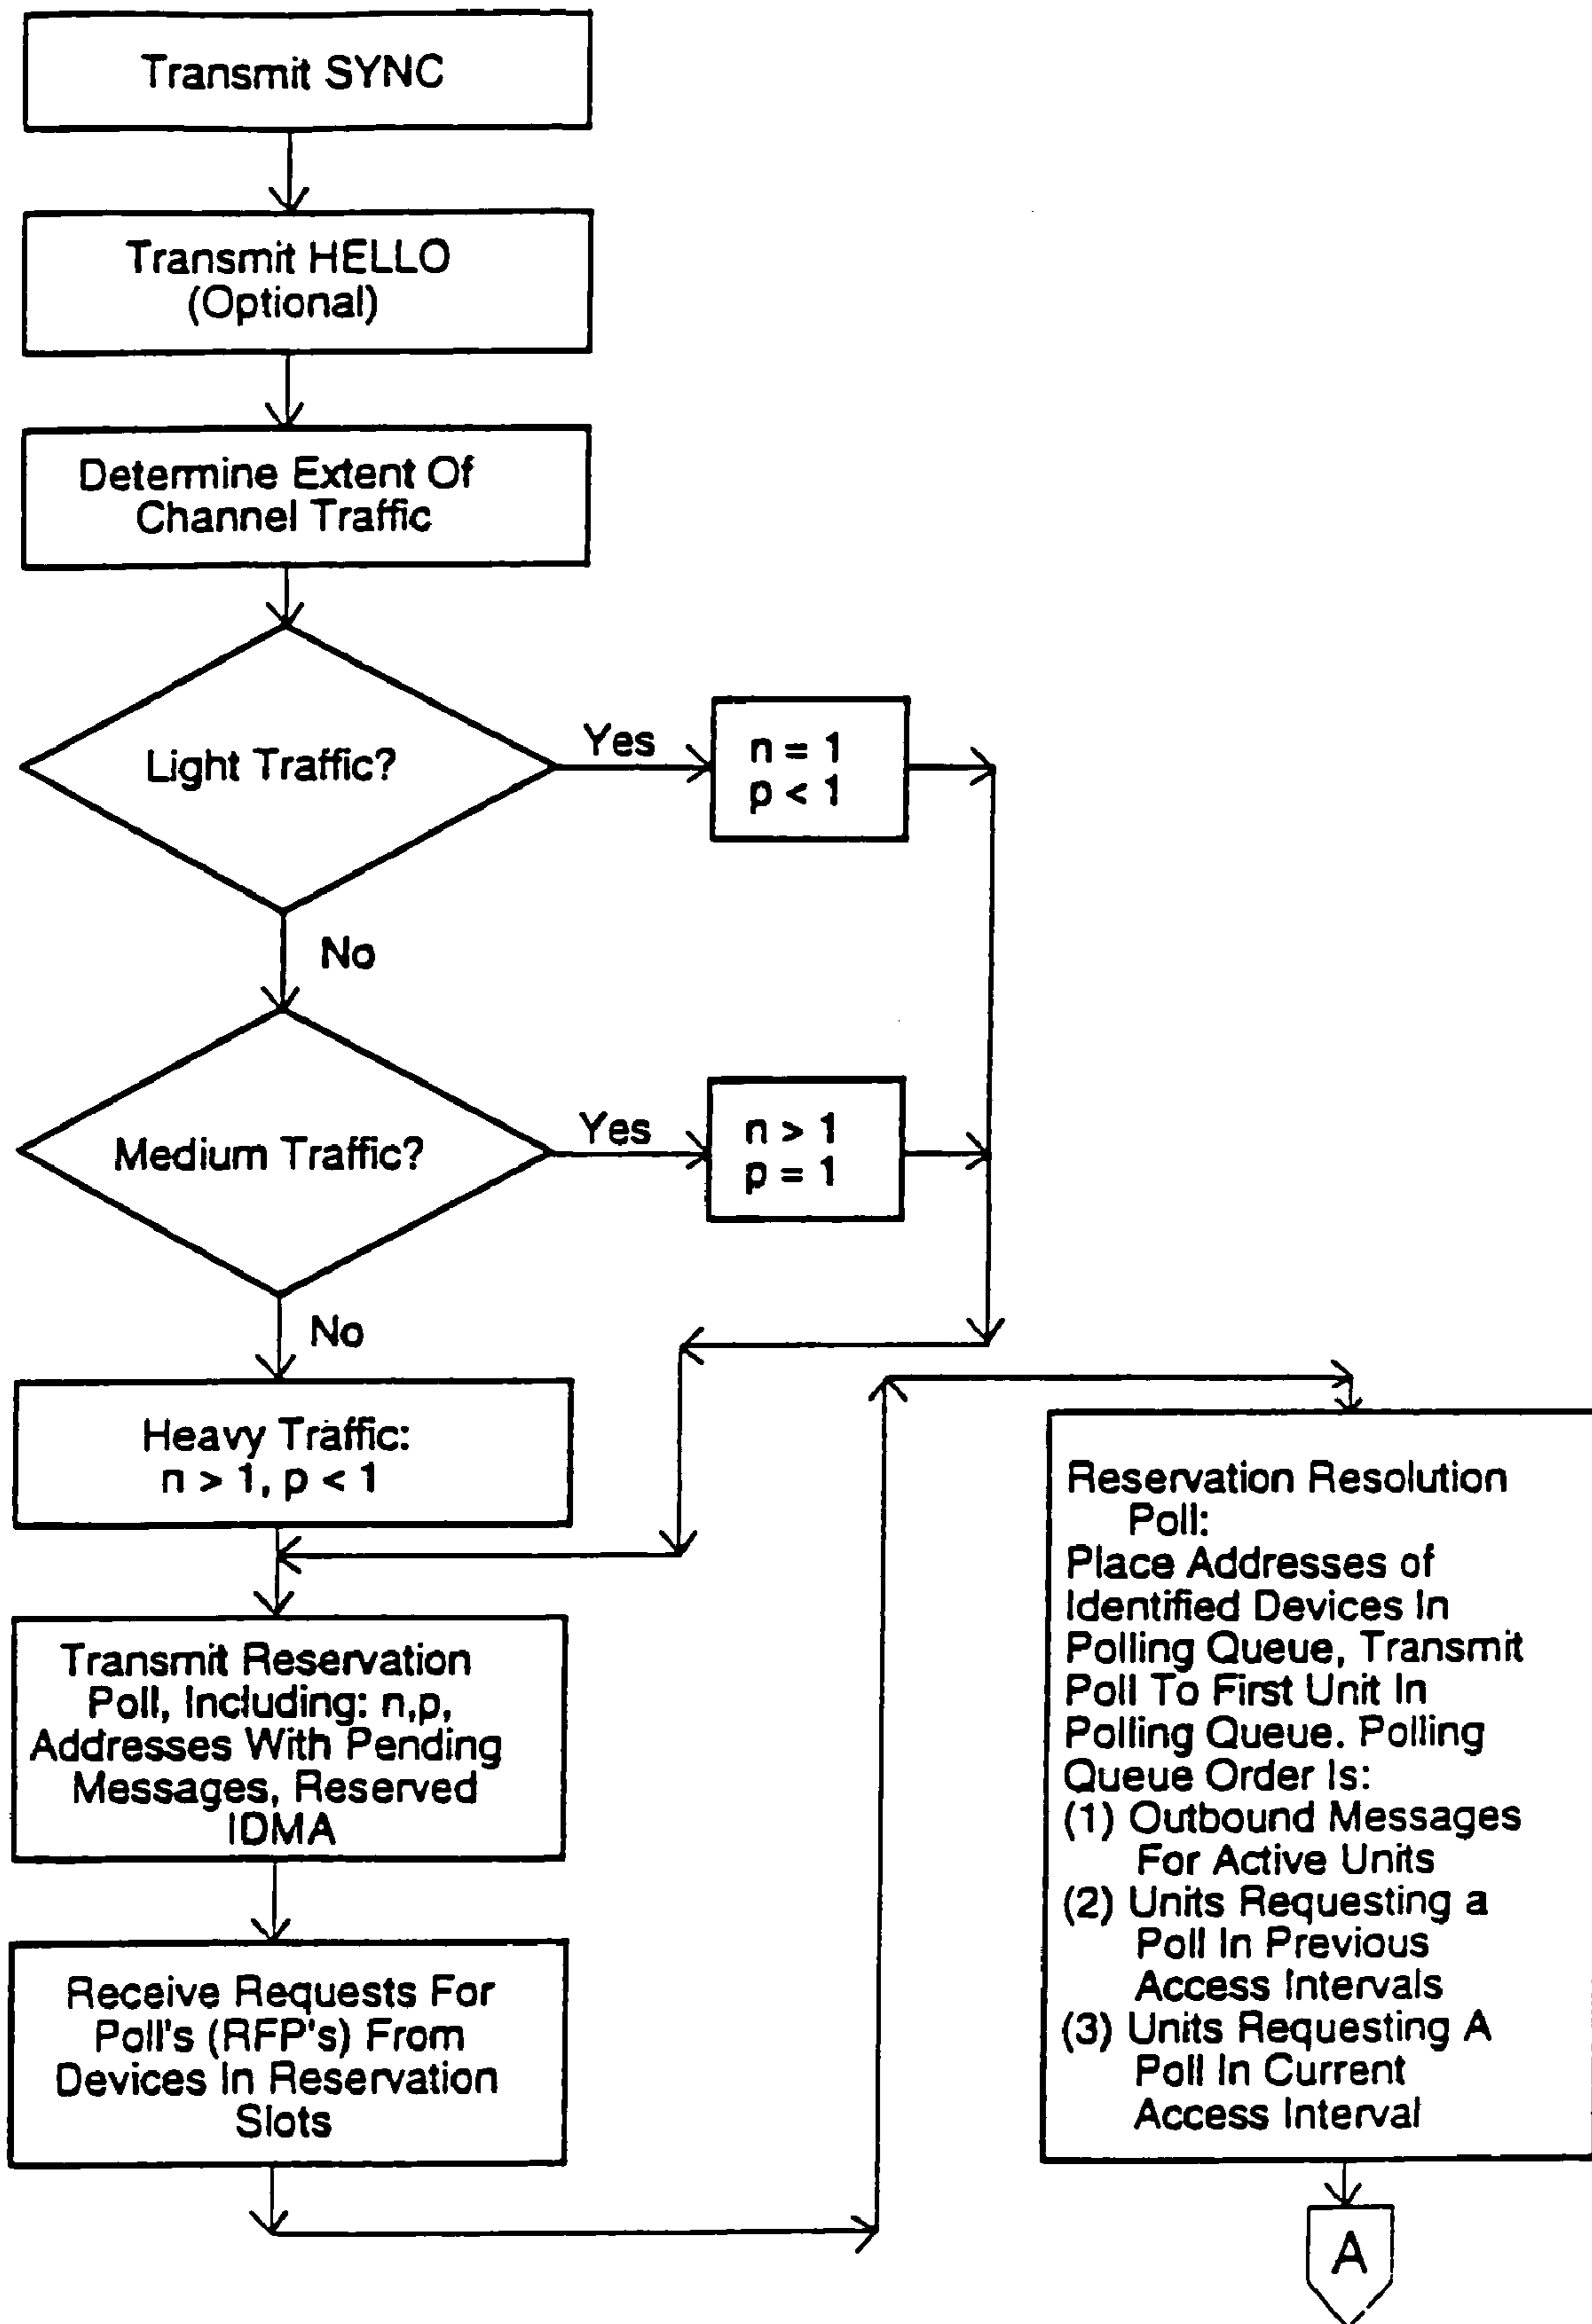 Transmit SYNC
Transmit HELLO
(Optional)
Determine Extent Of
Channel Traffic
Light Traffic?
Yes
n = 1
p < 1
No
Medium Traffic?
Yes
n > 1
p = 1
No
Heavy Traffic:
n > 1, p < 1
Transmit Reservation
Poll, Including: n,p,
Addresses With Pending
Messages, Reserved
IDMA
Receive Requests For
Poll's (RFP's) From
Devices In Reservation
Slots
Reservation Resolution
Poll:
Place Addresses of
Identified Devices In
Polling Queue, Transmit
Poll To First Unit In
Polling Queue. Polling
Queue Order Is:
(1) Outbound Messages
For Active Units
(2) Units Requesting a
Poll In Previous
Access Intervals
(3) Units Requesting A
Poll In Current
Access Interval
A